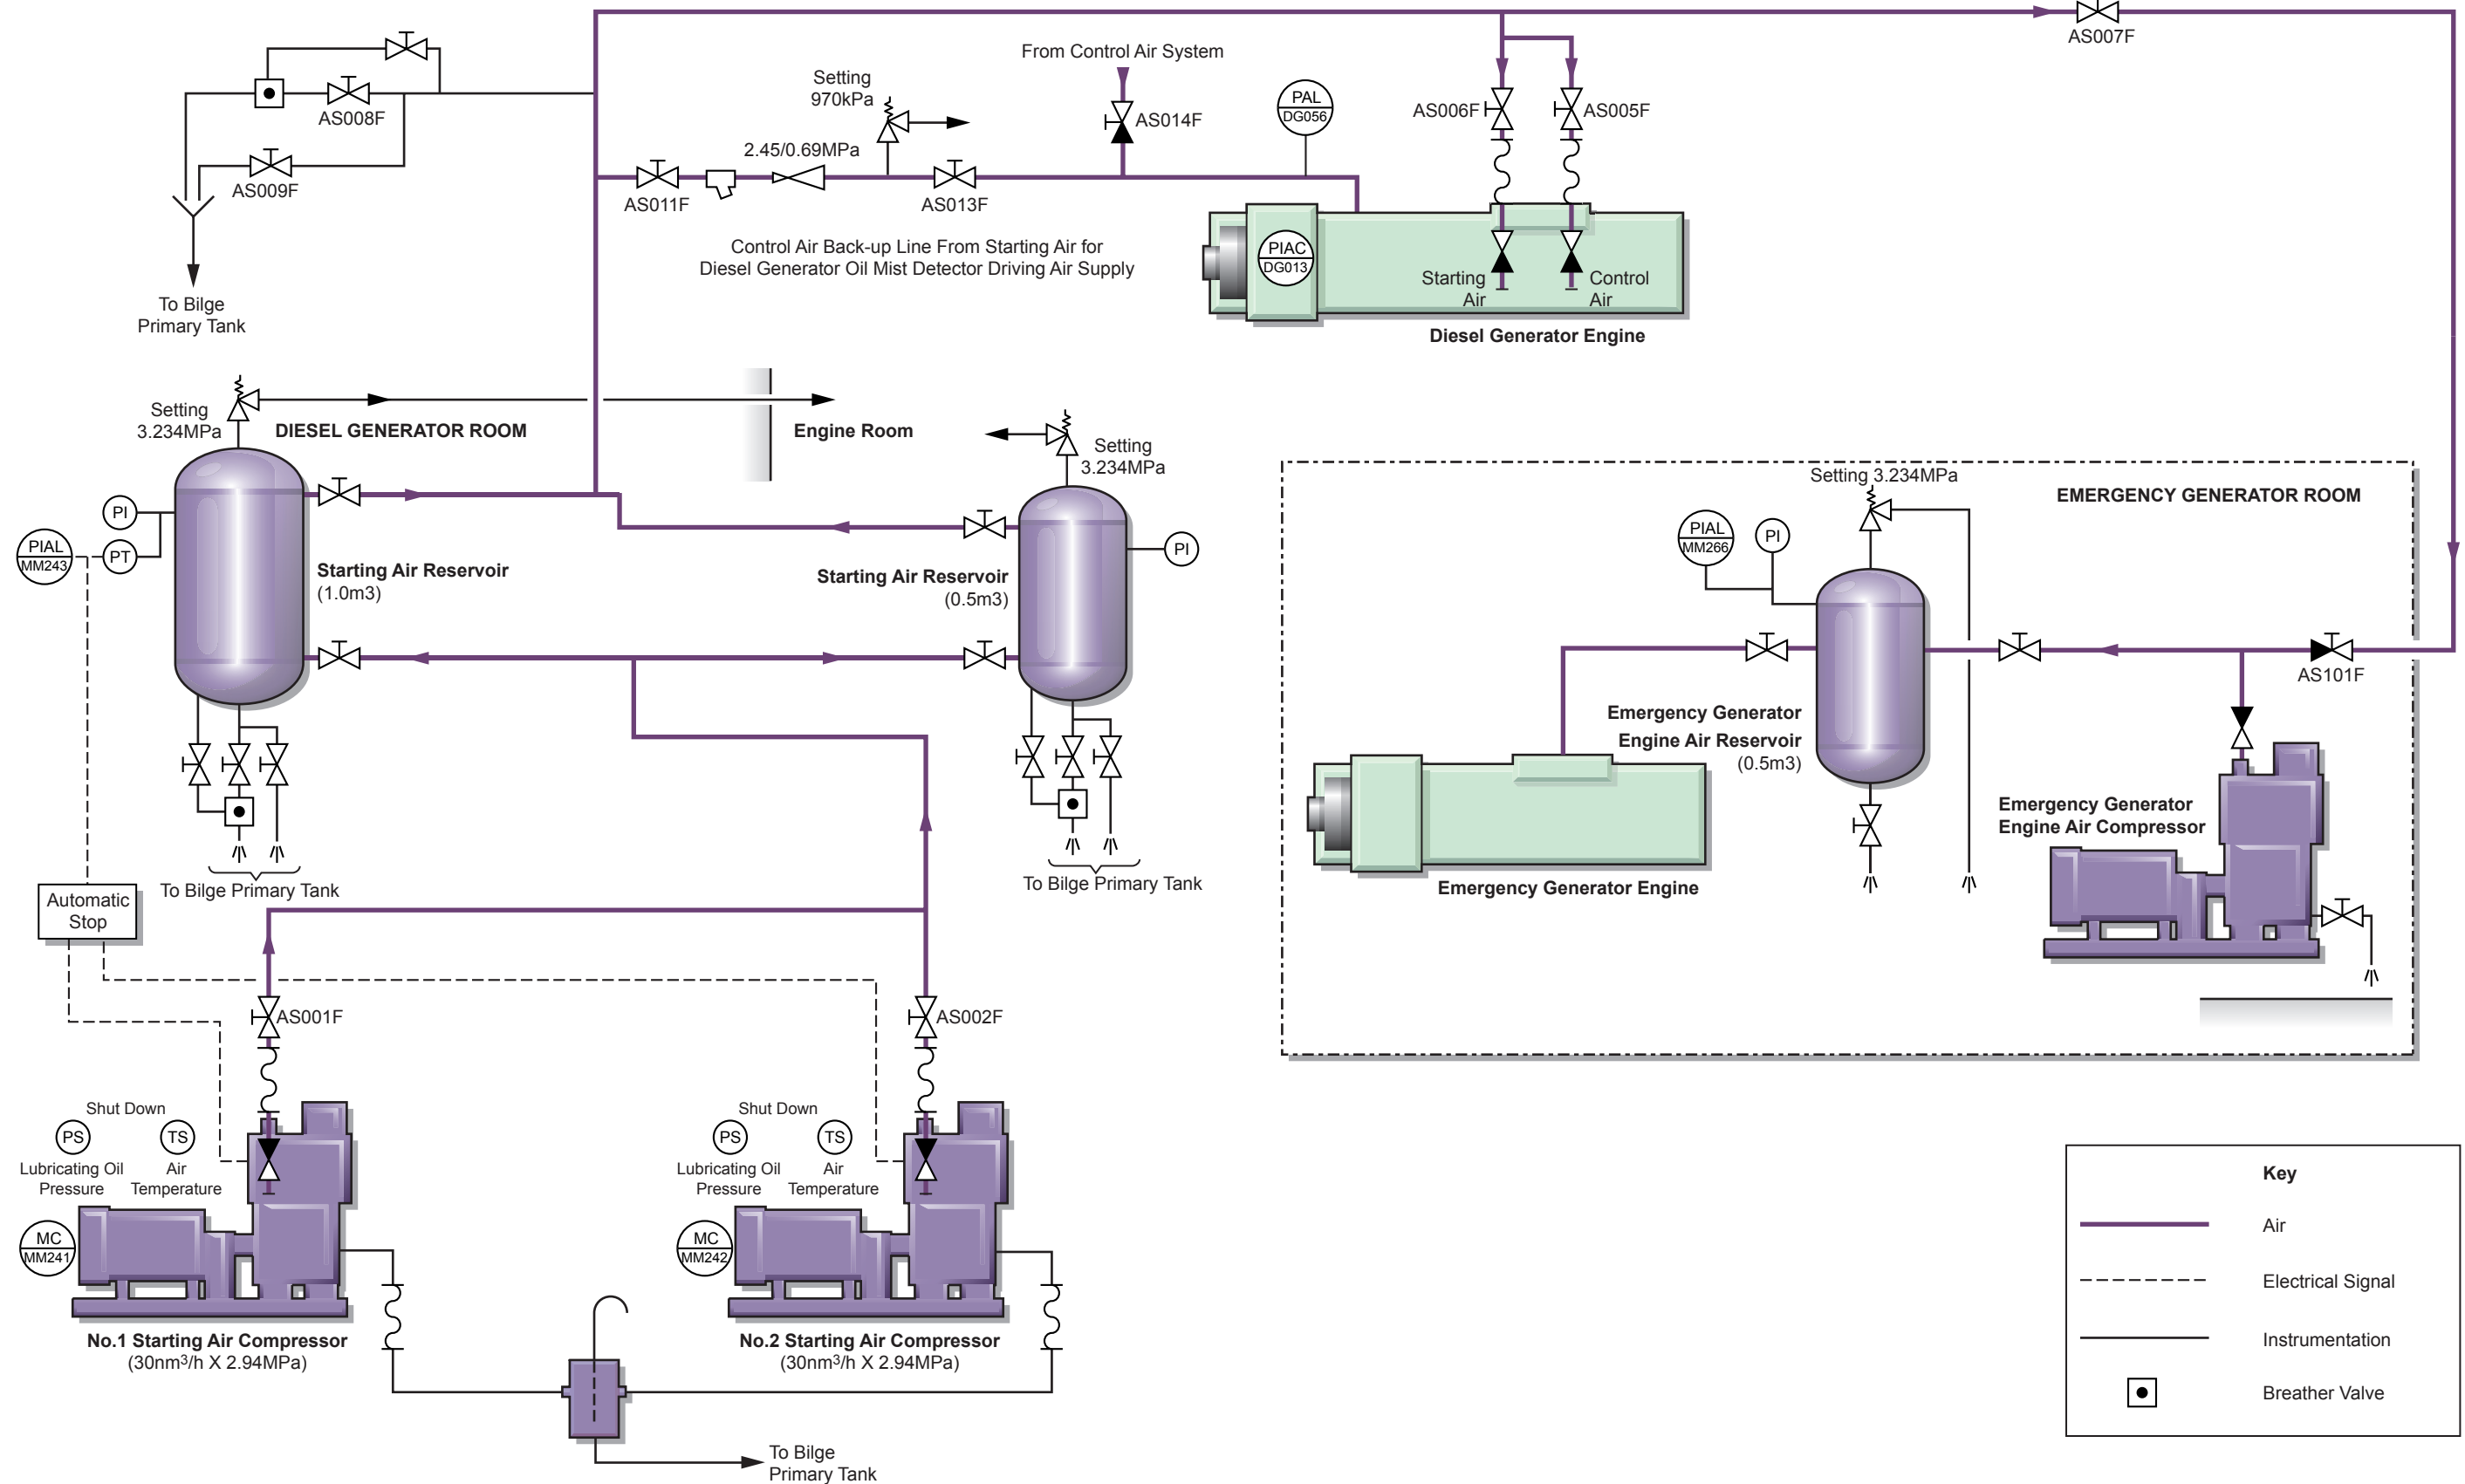 AS007F
From Control Air System
Setting
970kPa
PAL
DG056
AS008F
AS014F
AS006F
AS005F
2.45/0.69MPa
AS009F
AS011F
AS013F
Control Air Back-up Line From Starting Air for
Diesel Generator Oil Mist Detector Driving Air Supply
PIAC
DG013
Starting
Air
Control
Air
To Bilge
Primary Tank
Diesel Generator Engine
Setting
3.234MPa
DIESEL GENERATOR ROOM
Engine Room
Setting
3.234MPa
Setting 3.234MPa
EMERGENCY GENERATOR ROOM
PI
PIAL
MM243
PT
PI
PIAL
MM266
PI
Starting Air Reservoir
(1.0m3)
Starting Air Reservoir
(0.5m3)
AS101F
Emergency Generator
Engine Air Reservoir
(0.5m3)
Emergency Generator
Engine Air Compressor
To Bilge Primary Tank
To Bilge Primary Tank
Emergency Generator Engine
Automatic
Stop
AS001F
AS002F
Shut Down
PS
TS
Lubricating Oil
Pressure
Air
Temperature
Shut Down
PS
TS
Lubricating Oil
Pressure
Air
Temperature
MC
MM241
MC
MM242
No.1 Starting Air Compressor
(30nm³/h X 2.94MPa)
No.2 Starting Air Compressor
(30nm³/h X 2.94MPa)
To Bilge
Primary Tank
Key
Air
Electrical Signal
Instrumentation
Breather Valve